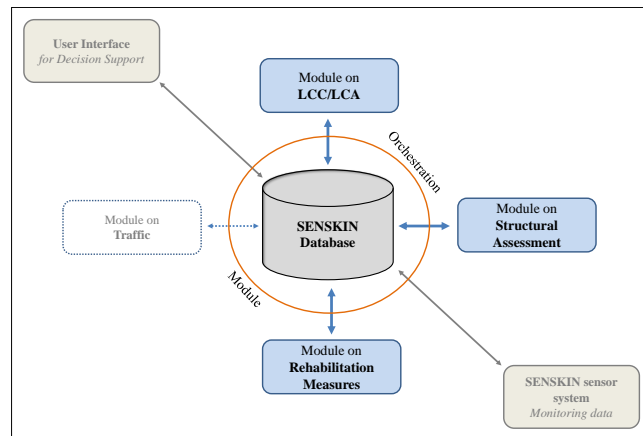 User Interface
for Decision Support
Module on
LCC/LCA
Orchestration
Module on
Traffic
SENSKIN
Database
Module on
Structural
Assessment
Module
Module on
Rehabilitation
Measures
SENSKIN sensor
system
Monitoring data